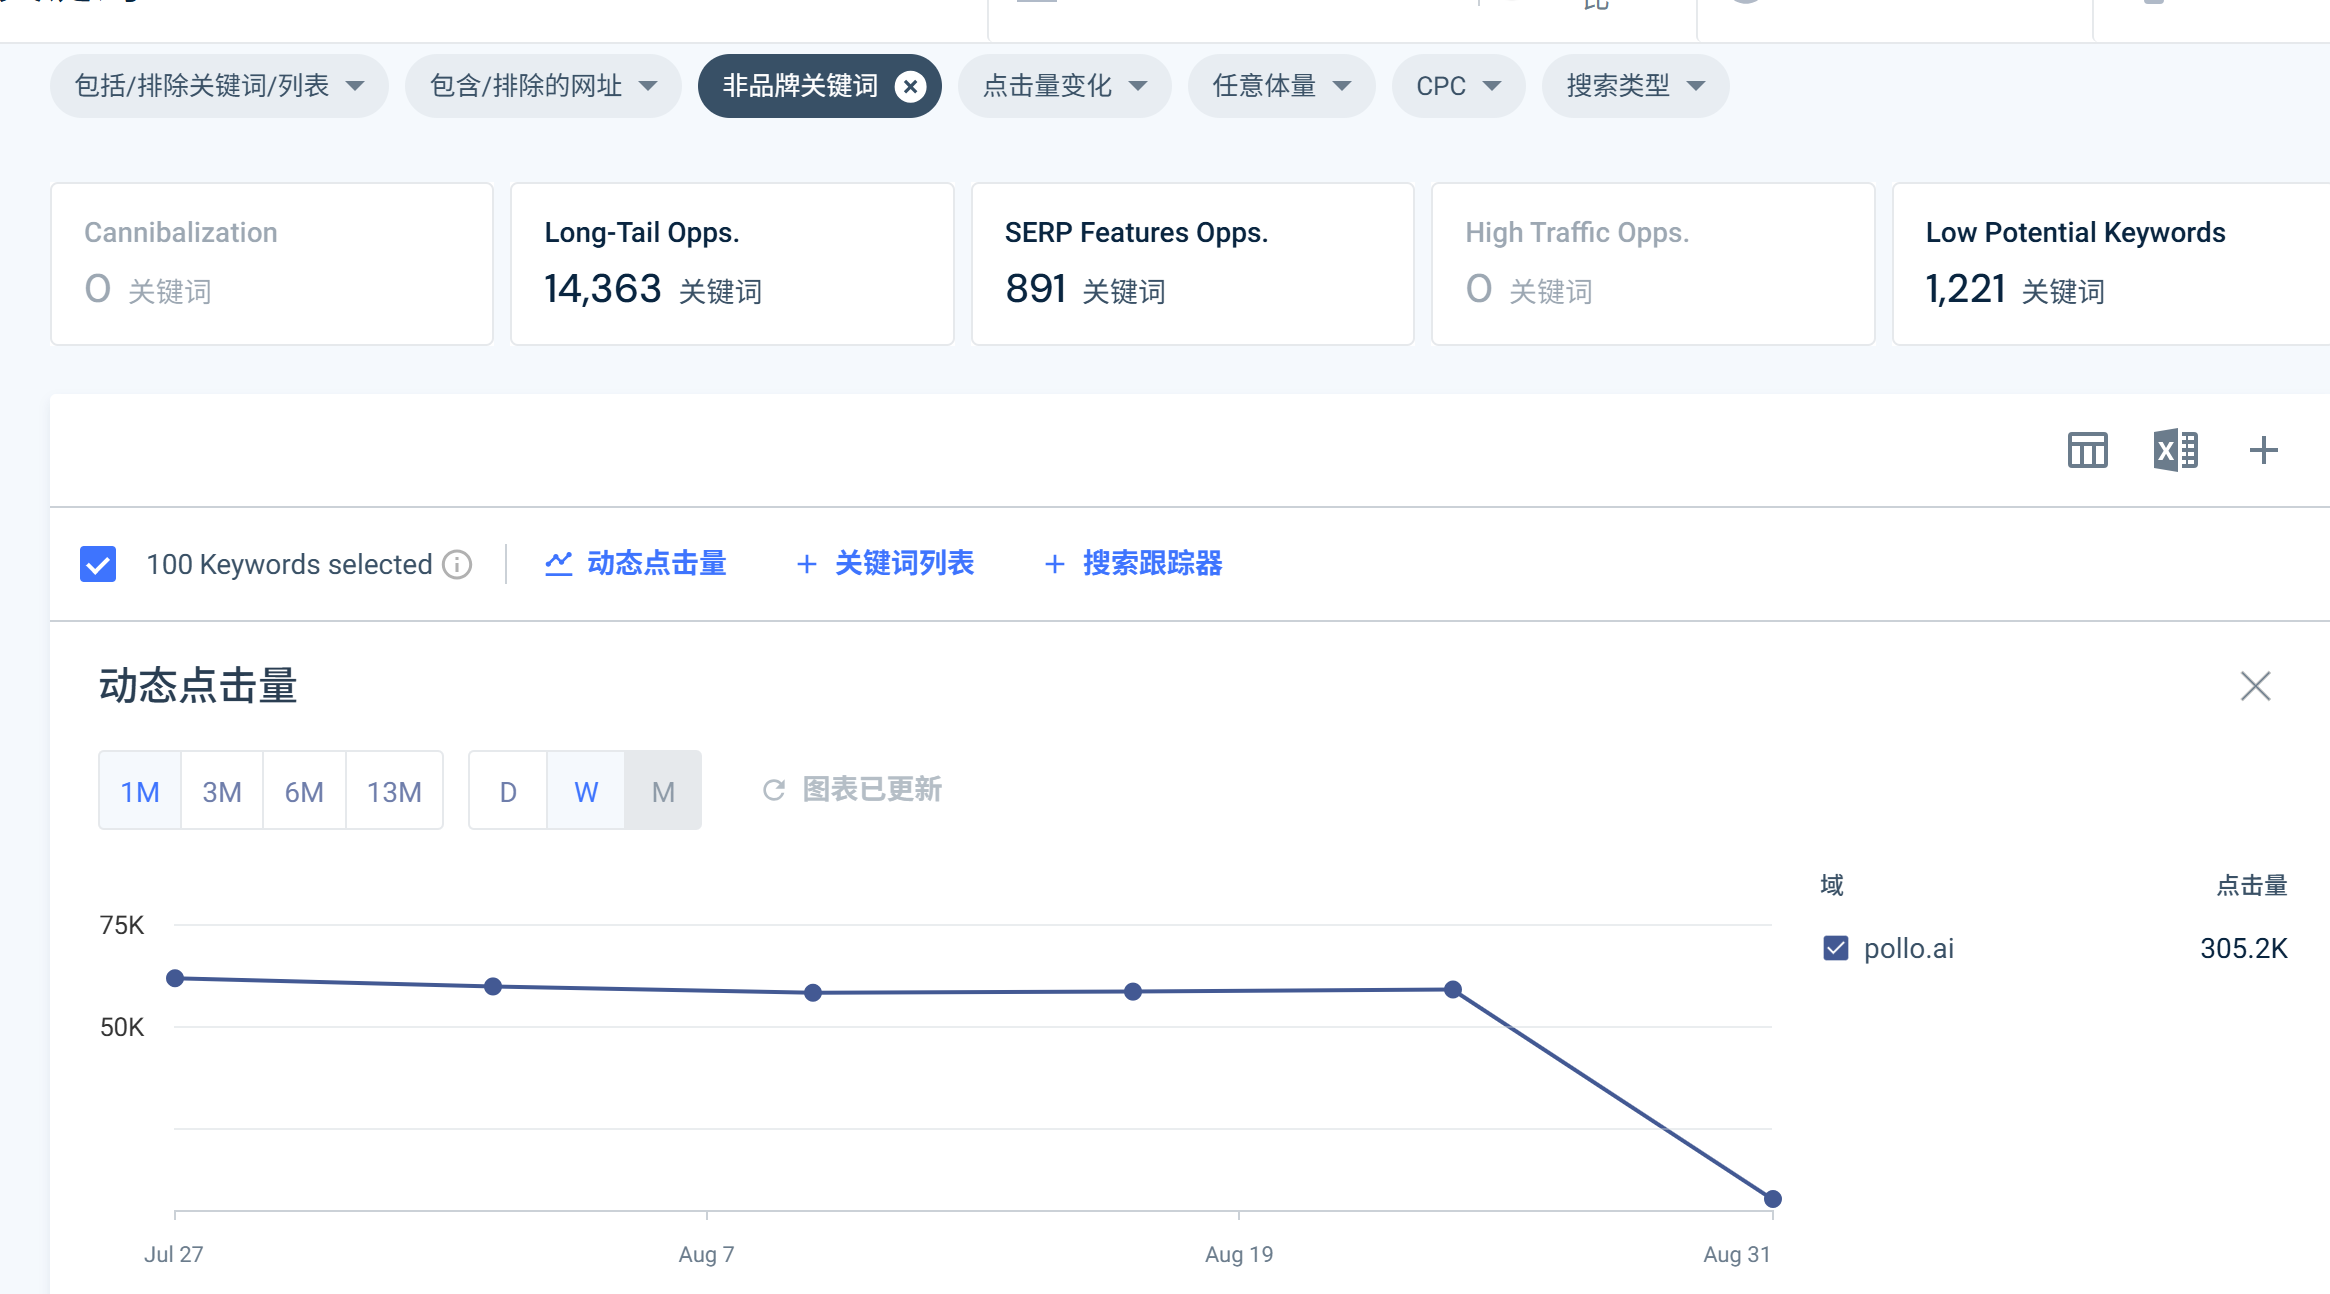 包括/排除关键词/列表
包含/排除的网址
非品牌关键词
点击量变化
任意体量
CPC
搜索类型
Cannibalization
0 关键词
Long-Tail Opps.
14,363 关键词
SERP Features Opps.
891 关键词
High Traffic Opps.
0 关键词
Low Potential Keywords
1,221 关键词
100 Keywords selected
动态点击量
+ 关键词列表
+ 搜索跟踪器
动态点击量
1M 3M 6M 13M
D W M
图表已更新
域 点击量
pollo.ai 305.2K
75K
50K
Jul 27 Aug 7 Aug 19 Aug 31